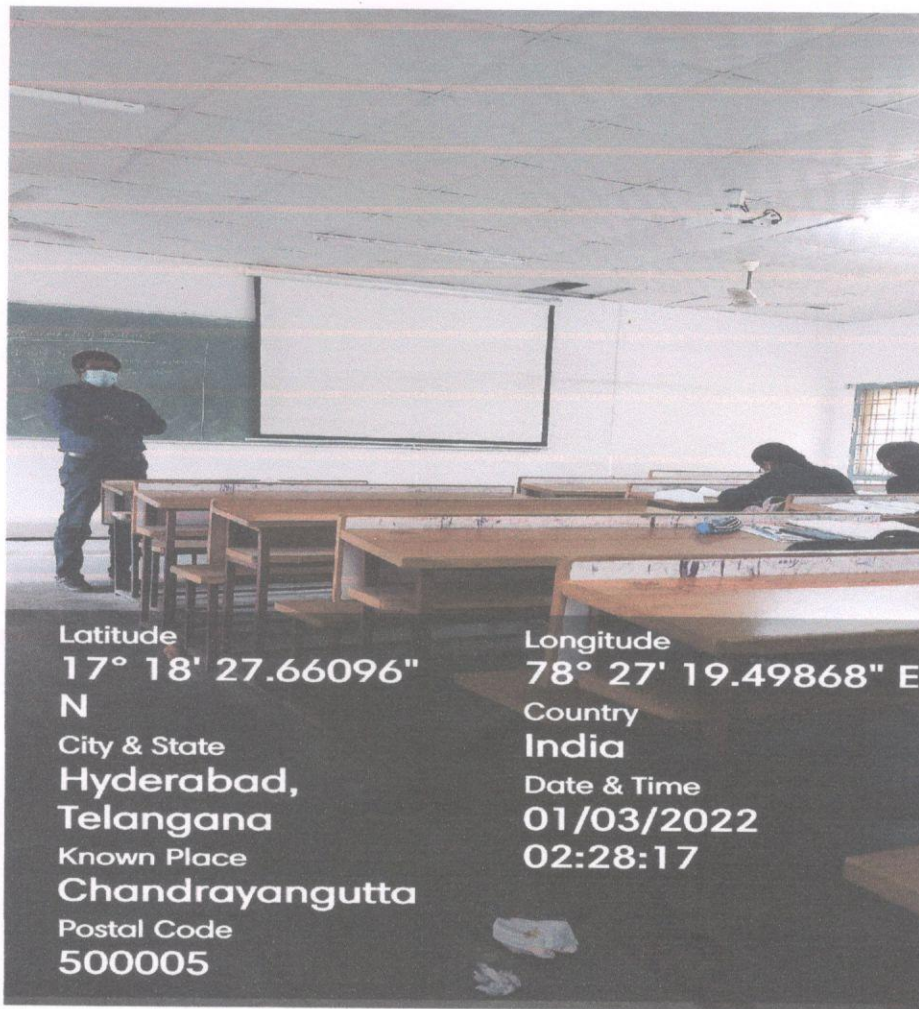 Latitude
17° 18' 27.66096"
N
City & State
Hyderabad,
Telangana
Known Place
Chandrayangutta
Postal Code
500005
Longitude
78° 27' 19.49868" E
Country
India
Date & Time
01/03/2022
02:28:17